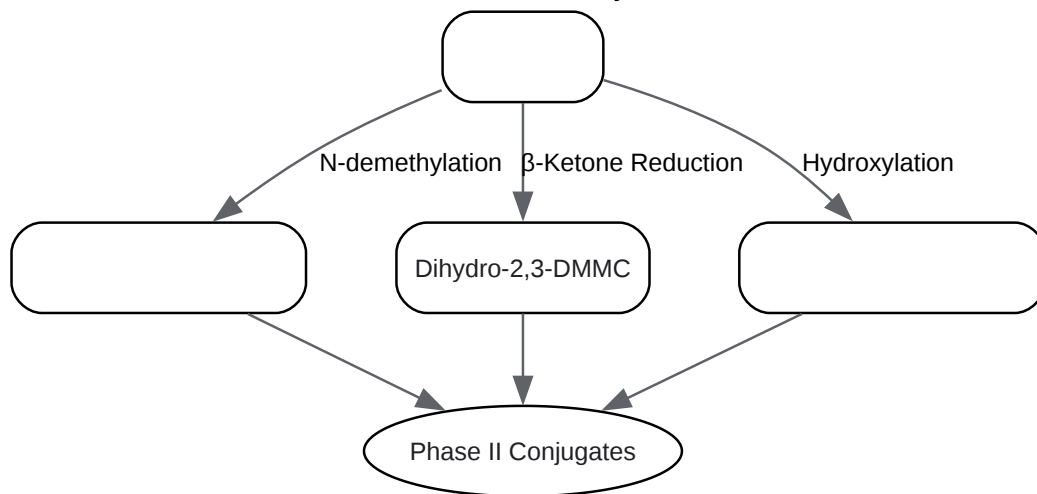 N-demethylation
β-Ketone Reduction
Hydroxylation
Dihydro-2,3-DMMC
Phase II Conjugates